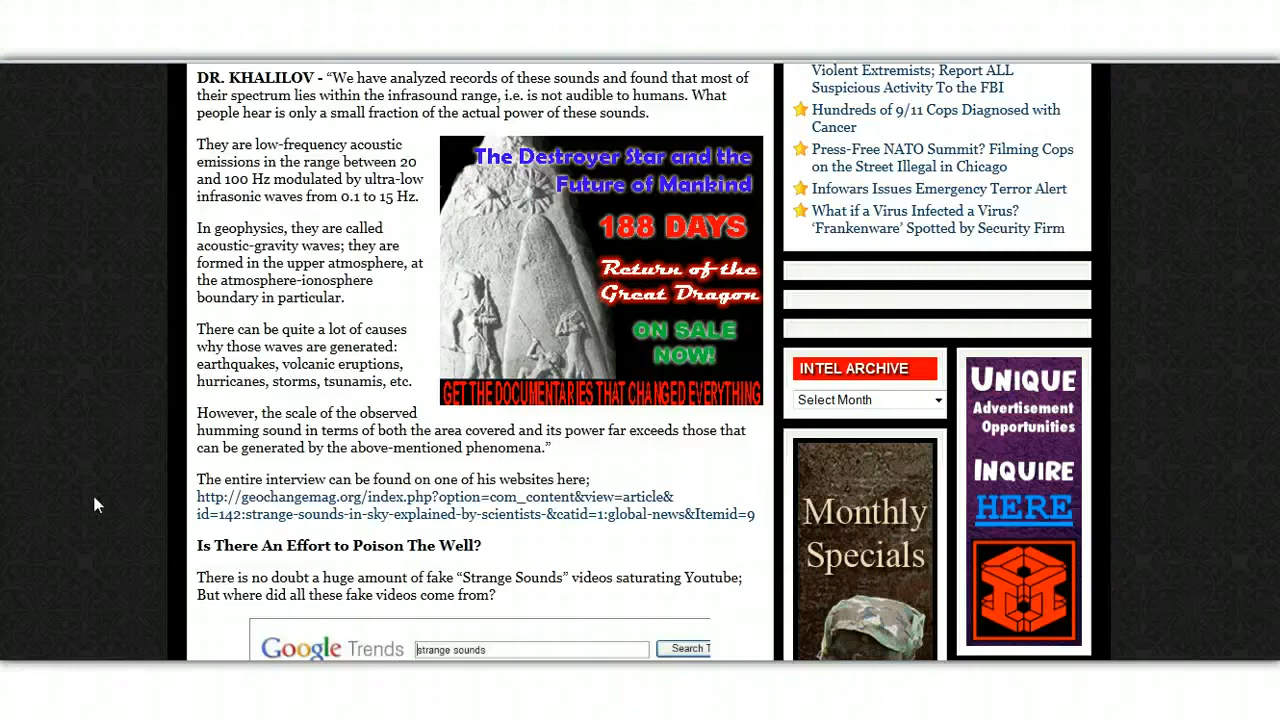 DR. KHALILOV - “We have analyzed records of these sounds and found that most of
their spectrum lies within the infrasound range, i.e. is not audible to humans. What
people hear is only a small fraction of the actual power of these sounds.
They are low-frequency acoustic
emissions in the range between 20
and 100 Hz modulated by ultra-low
infrasonic waves from 0.1 to 15 Hz.
In geophysics, they are called
acoustic-gravity waves; they are
formed in the upper atmosphere, at
the atmosphere-ionosphere
boundary in particular.
There can be quite a lot of causes
why those waves are generated:
earthquakes, volcanic eruptions,
hurricanes, storms, tsunamis, etc.
The Destroyer Star and the
Future of Mankind
188 DAYS
Return of the
Great Dragon
ON SALE
NOW!
GET THE DOCUMENTARIES THAT CHANGED EVERYTHING
However, the scale of the observed
humming sound in terms of both the area covered and its power far exceeds those that
can be generated by the above-mentioned phenomena.”
The entire interview can be found on one of his websites here;
http://geochangemag.org/index.php?option=com_content&view=article&
id=142:strange-sounds-in-sky-explained-by-scientists-&catid=1:global-news&Itemid=9
Is There An Effort to Poison The Well?
There is no doubt a huge amount of fake “Strange Sounds” videos saturating Youtube;
But where did all these fake videos come from?
Google Trends
strange sounds
Search T
Violent Extremists; Report ALL
Suspicious Activity To the FBI
Hundreds of 9/11 Cops Diagnosed with
Cancer
Press-Free NATO Summit? Filming Cops
on the Street Illegal in Chicago
Infowars Issues Emergency Terror Alert
What if a Virus Infected a Virus?
‘Frankenware’ Spotted by Security Firm
INTEL ARCHIVE
Select Month
Monthly
Specials
UNIQUE
Advertisement
Opportunities
INQUIRE
HERE